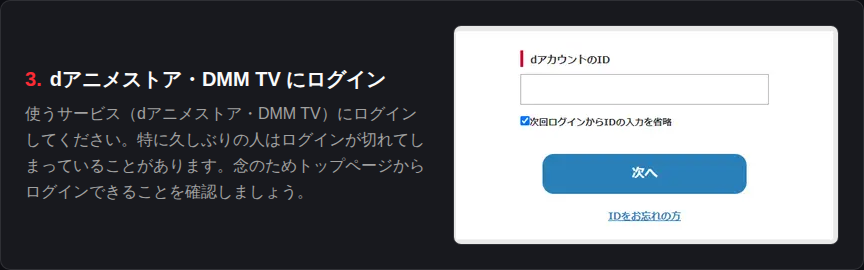 3. dアニメストア・DMM TV にログイン
使うサービス（dアニメストア・DMM TV）にログイン
してください。特に久しぶりの人はログインが切れてし
まっていることがあります。念のためトップページから
ログインできることを確認しましょう。
dアカウントのID
次回ログインからIDの入力を省略
次へ
IDをお忘れの方